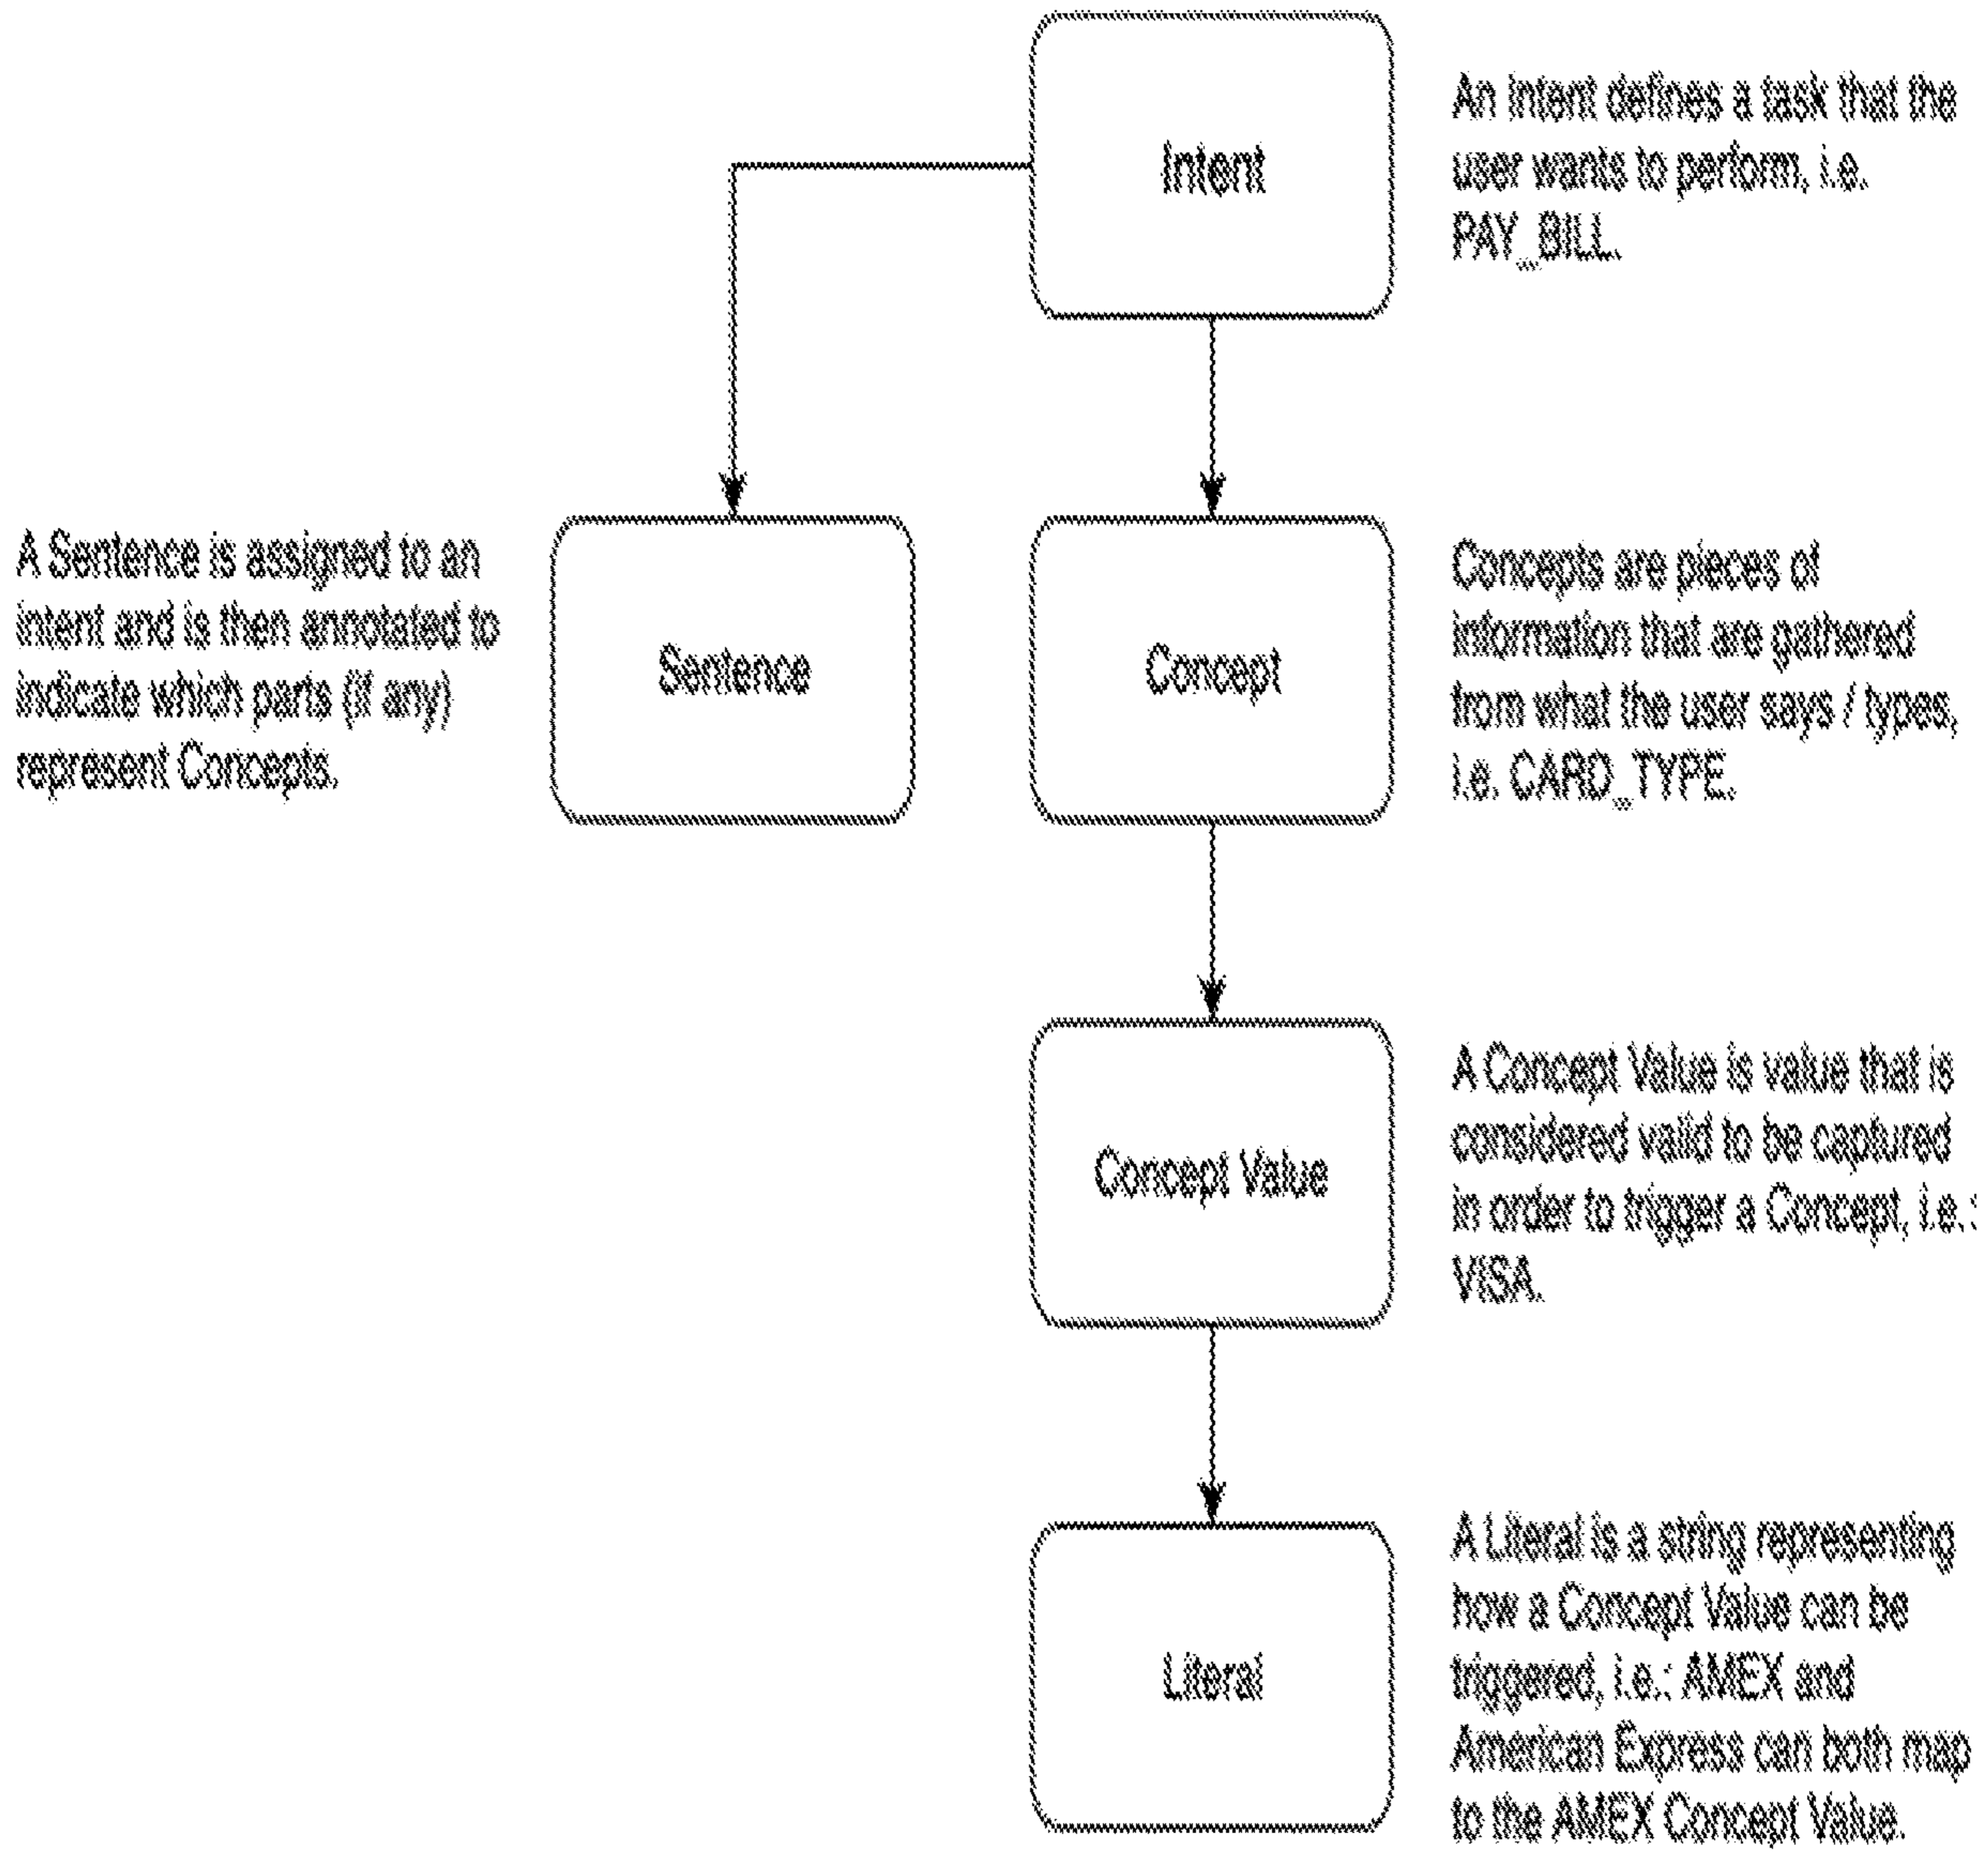 Intent
An Intent defines a task that the
user wants to perform, i.e.
PAY_BILL.
A Sentence is assigned to an
intent and is then annotated to
indicate which parts (if any)
represent Concepts.
Sentence
Concept
Concepts are pieces of
information that are gathered
from what the user says / types,
i.e. CARD_TYPE.
Concept Value
A Concept Value is value that is
considered valid to be captured
in order to trigger a Concept, i.e.:
VISA.
Literal
A Literal is a string representing
how a Concept Value can be
triggered, i.e.: AMEX and
American Express can both map
to the AMEX Concept Value.